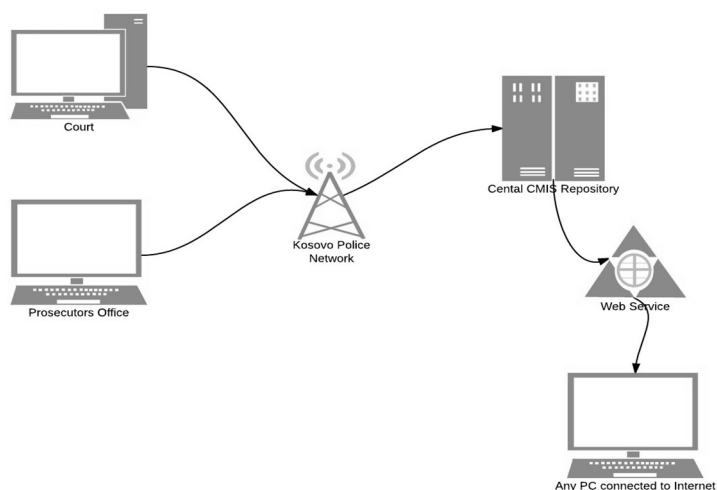 Court
Cental CMIS Repository
Kosovo Police
Network
Prosecutors Office
Web Service
Any PC connected to Internet